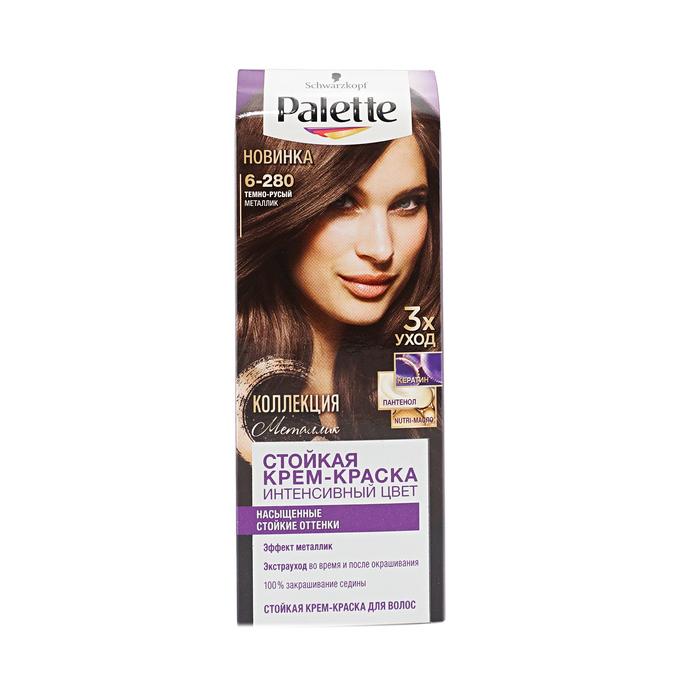 Schwarzkopf
Palette
НОВИНКА
6-280
ТЕМНО-РУСЫЙ
МЕТАЛЛИК
3x
УХОД
КЕРАТИН
ПАНТЕНОЛ
NUTRI-МАСЛО
КОЛЛЕКЦИЯ
Металлик
СТОЙКАЯ
КРЕМ-КРАСКА
ИНТЕНСИВНЫЙ ЦВЕТ
НАСЫЩЕННЫЕ
СТОЙКИЕ ОТТЕНКИ
Эффект металлик
Экстрауход во время и после окрашивания
100% закрашивание седины
СТОЙКАЯ КРЕМ-КРАСКА ДЛЯ ВОЛОС